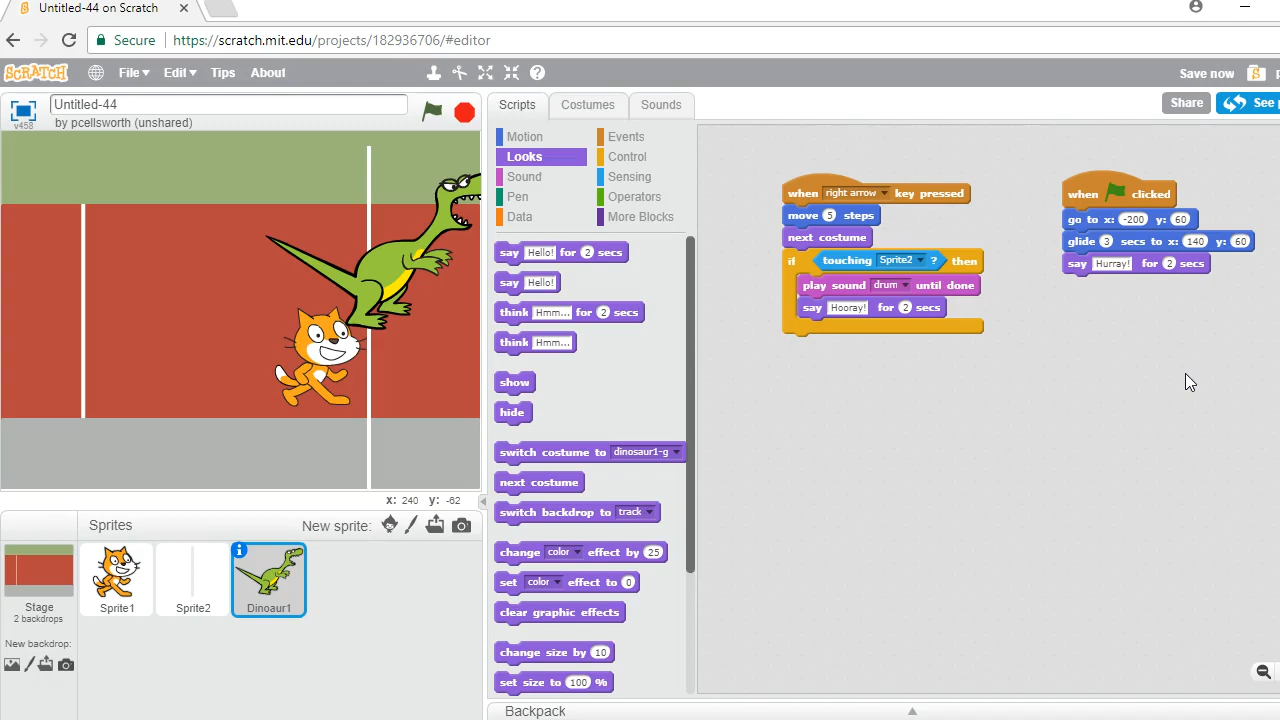 Untitled-44 on Scratch
Secure https://scratch.mit.edu/projects/182936706/#editor
SCRATCH File Edit Tips About Save now
Untitled-44
by pcellsworth (unshared)
v458
Scripts Costumes Sounds
Share See
Motion Events
Looks Control
Sound Sensing
Pen Operators
Data More Blocks
say Hello! for 2 secs
say Hello!
think Hmm... for 2 secs
think Hmm...
show
hide
switch costume to dinosaur1-g
next costume
switch backdrop to track
change color effect by 25
set color effect to 0
clear graphic effects
change size by 10
set size to 100 %
when right arrow key pressed
move 5 steps
next costume
if touching Sprite2 ? then
play sound drum until done
say Hooray! for 2 secs
when clicked
go to x: -200 y: 60
glide 3 secs to x: 140 y: 60
say Hurray! for 2 secs
x: 240 y: -62
Sprites New sprite:
Stage
2 backdrops
New backdrop:
Sprite1
Sprite2
Dinoaur1
Backpack